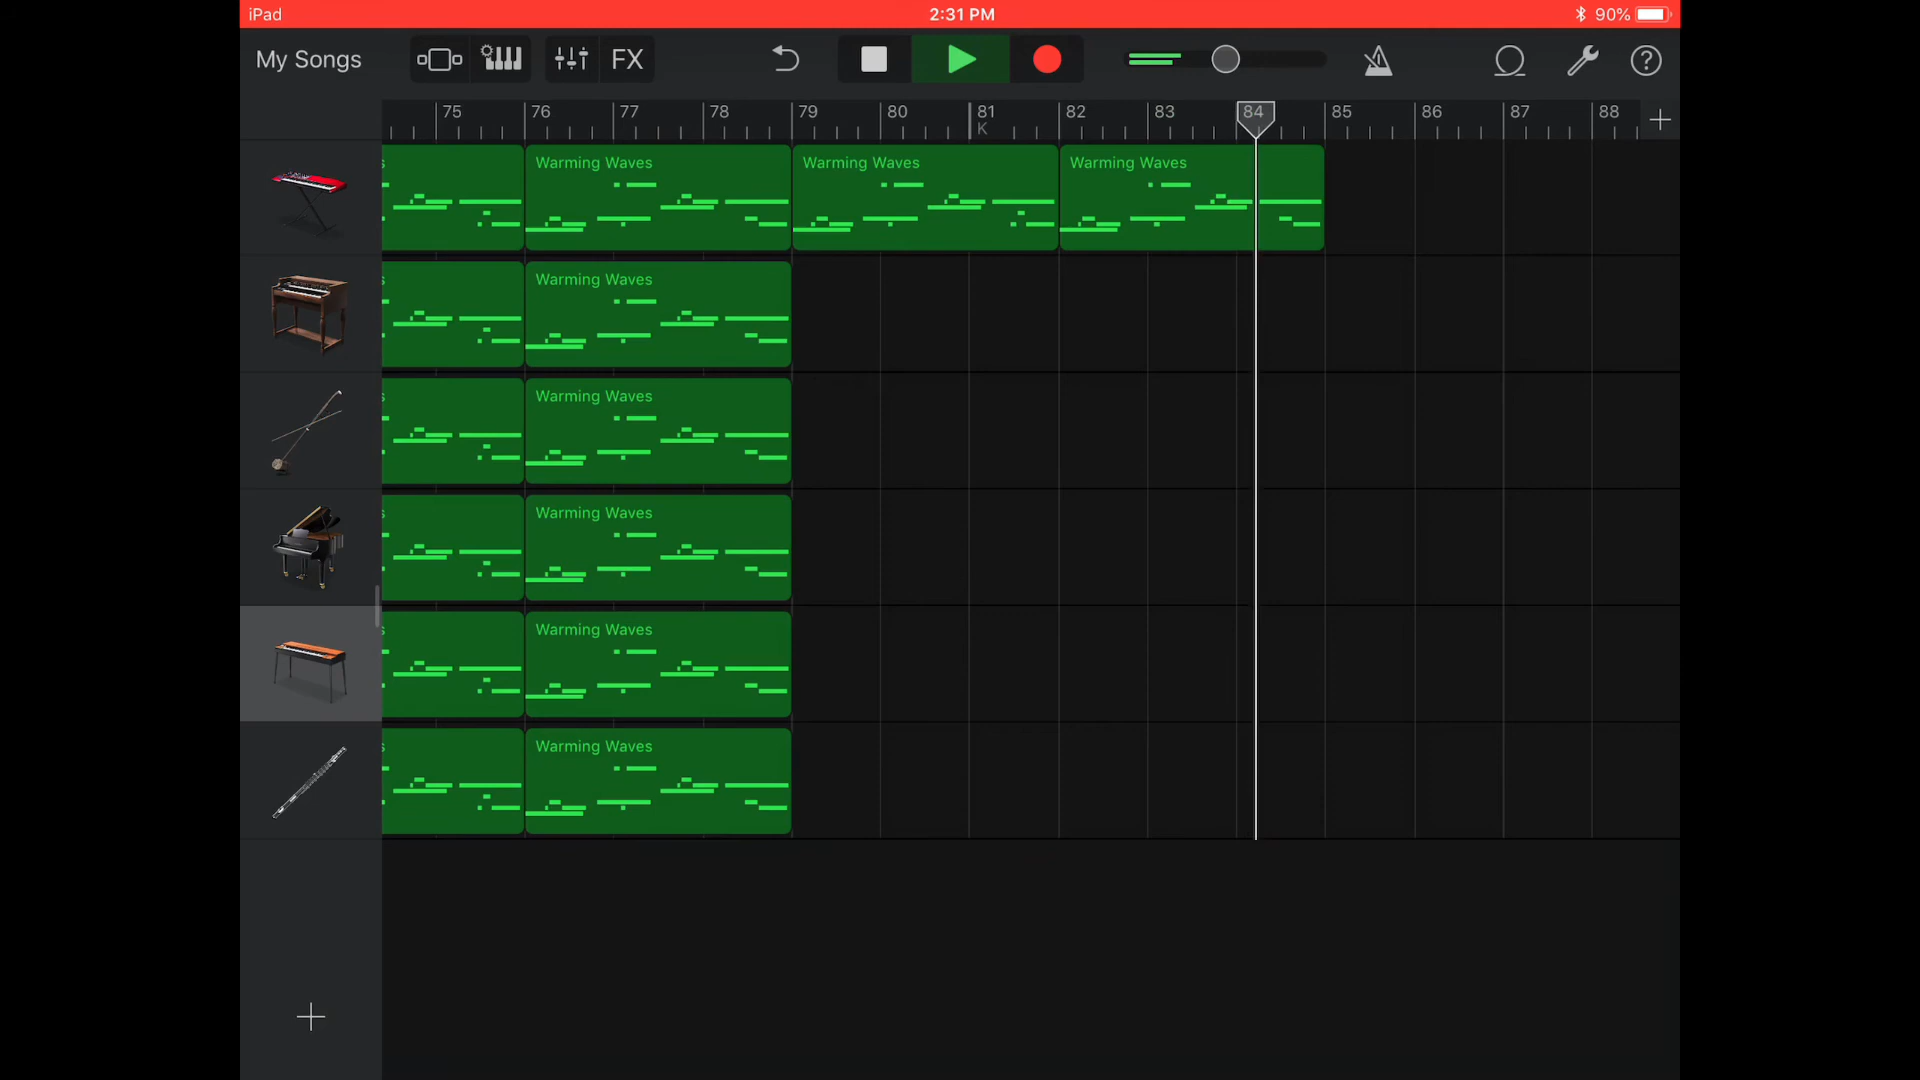 iPad 2:31 PM 90%
My Songs FX ?
75 76 77 78 79 80 81 82 83 84 85 86 87 88
K
s Warming Waves Warming Waves Warming Waves
s Warming Waves
s Warming Waves
s Warming Waves
s Warming Waves
s Warming Waves